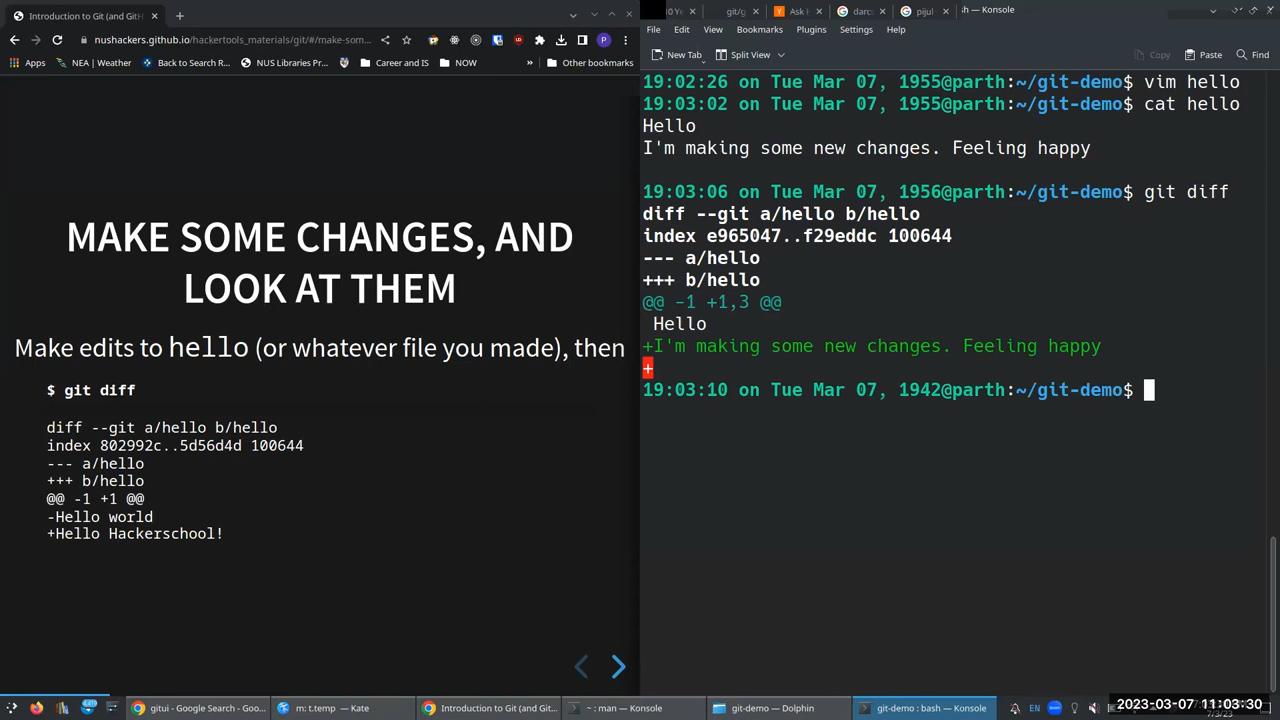 Introduction to Git (and GitH
nushackers.github.io/hackertools_materials/git/#/make-som...
P
Apps
NEA | Weather
Back to Search R...
NUS Libraries Pr...
Career and IS
NOW
»
Other bookmarks
MAKE SOME CHANGES, AND
LOOK AT THEM
Make edits to hello (or whatever file you made), then
$ git diff
diff --git a/hello b/hello
index 802992c..5d56d4d 100644
--- a/hello
+++ b/hello
@@ -1 +1 @@
-Hello world
+Hello Hackerschool!
git/g
Ask
darc
pijul
— Konsole
File Edit View Bookmarks Plugins Settings Help
New Tab Split View Copy Paste Find
19:02:26 on Tue Mar 07, 1955@parth:~/git-demo$ vim hello
19:03:02 on Tue Mar 07, 1955@parth:~/git-demo$ cat hello
Hello
I'm making some new changes. Feeling happy
19:03:06 on Tue Mar 07, 1956@parth:~/git-demo$ git diff
diff --git a/hello b/hello
index e965047..f29eddc 100644
--- a/hello
+++ b/hello
@@ -1 +1,3 @@
 Hello
+I'm making some new changes. Feeling happy
+
19:03:10 on Tue Mar 07, 1942@parth:~/git-demo$
gitui - Google Search - Goo...
m: t.temp — Kate
Introduction to Git (and Git...
~ : man — Konsole
git-demo — Dolphin
git-demo : bash — Konsole
EN
2023-03-07 11:03:30
7/3/23